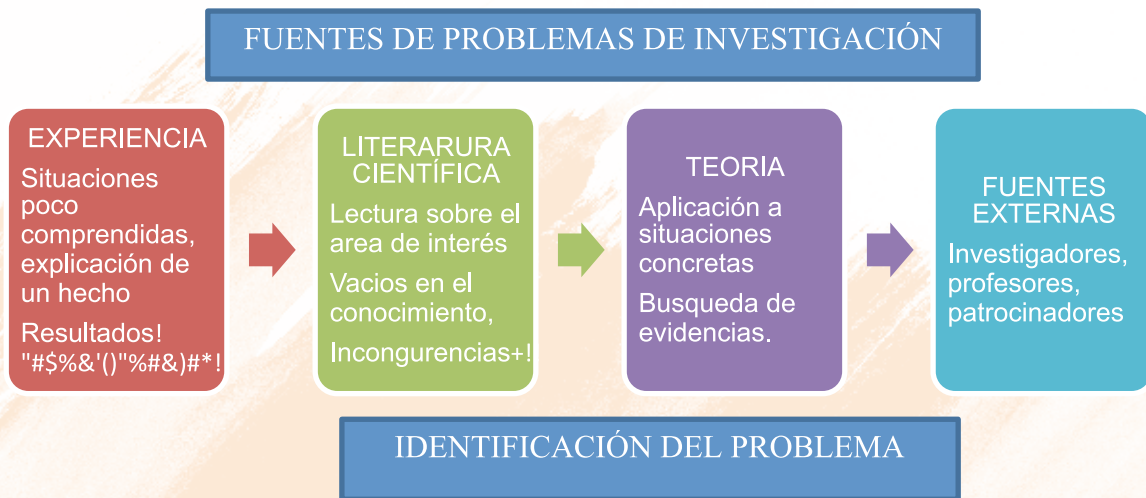 FUENTES DE PROBLEMAS DE INVESTIGACIÓN
EXPERIENCIA
Situaciones
poco
comprendidas,
explicación de
un hecho
Resultados!
"#$%&'()"%#&)#*!
LITERARURA
CIENTÍFICA
Lectura sobre el
area de interés
Vacios en el
conocimiento,
Incongurencias+!
TEORIA
Aplicación a
situaciones
concretas
Busqueda de
evidencias.
FUENTES
EXTERNAS
Investigadores,
profesores,
patrocinadores
IDENTIFICACIÓN DEL PROBLEMA